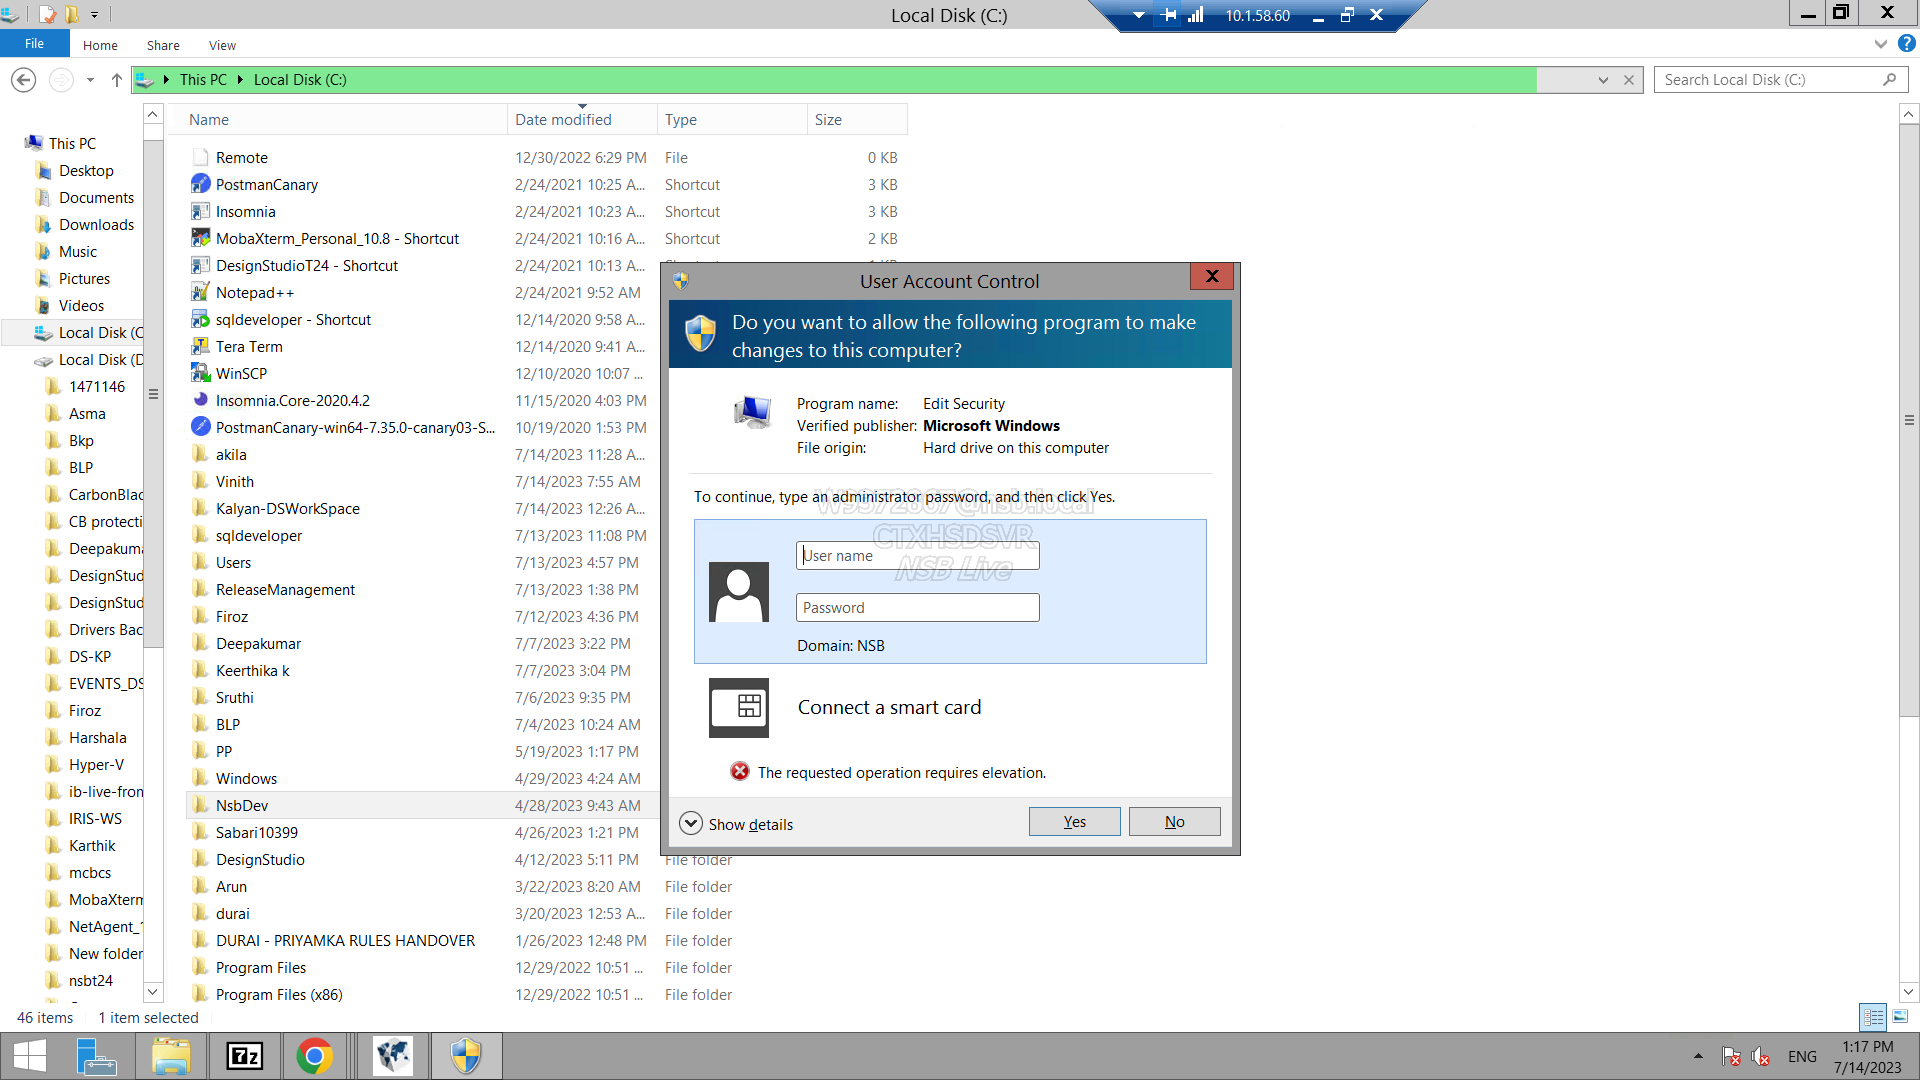 Local Disk (C:)
10.1.58.60
File
Home
Share
View
This PC
Local Disk (C:)
Search Local Disk (C:)
Name
Date modified
Type
Size
This PC
Desktop
Documents
Downloads
Music
Pictures
Videos
Local Disk (C
Local Disk (D
1471146
Asma
Bkp
BLP
CarbonBlac
CB protecti
Deepakuma
DesignStud
DesignStud
Drivers Bac
DS-KP
EVENTS_DS
Firoz
Harshala
Hyper-V
ib-live-fron
IRIS-WS
Karthik
mcbcs
MobaXterm
NetAgent_1
New folder
nsbt24
Remote 12/30/2022 6:29 PM File 0 KB
PostmanCanary 2/24/2021 10:25 A... Shortcut 3 KB
Insomnia 2/24/2021 10:23 A... Shortcut 3 KB
MobaXterm_Personal_10.8 - Shortcut 2/24/2021 10:16 A... Shortcut 2 KB
DesignStudioT24 - Shortcut 2/24/2021 10:13 A...
Notepad++ 2/24/2021 9:52 AM
sqldeveloper - Shortcut 12/14/2020 9:58 A...
Tera Term 12/14/2020 9:41 A...
WinSCP 12/10/2020 10:07 ...
Insomnia.Core-2020.4.2 11/15/2020 4:03 PM
PostmanCanary-win64-7.35.0-canary03-S... 10/19/2020 1:53 PM
akila 7/14/2023 11:28 A...
Vinith 7/14/2023 7:55 AM
Kalyan-DSWorkSpace 7/14/2023 12:26 A...
sqldeveloper 7/13/2023 11:08 PM
Users 7/13/2023 4:57 PM
ReleaseManagement 7/13/2023 1:38 PM
Firoz 7/12/2023 4:36 PM
Deepakumar 7/7/2023 3:22 PM
Keerthika k 7/7/2023 3:04 PM
Sruthi 7/6/2023 9:35 PM
BLP 7/4/2023 10:24 AM
PP 5/19/2023 1:17 PM
Windows 4/29/2023 4:24 AM
NsbDev 4/28/2023 9:43 AM
Sabari10399 4/26/2023 1:21 PM
DesignStudio 4/12/2023 5:11 PM File folder
Arun 3/22/2023 8:20 AM File folder
durai 3/20/2023 12:53 A... File folder
DURAI - PRIYAMKA RULES HANDOVER 1/26/2023 12:48 PM File folder
Program Files 12/29/2022 10:51 ... File folder
Program Files (x86) 12/29/2022 10:51 ... File folder
User Account Control
Do you want to allow the following program to make
changes to this computer?
Program name: Edit Security
Verified publisher: Microsoft Windows
File origin: Hard drive on this computer
To continue, type an administrator password, and then click Yes.
CTXHSDSVR
User name
NSB Live
Password
Domain: NSB
Connect a smart card
The requested operation requires elevation.
Show details
Yes
No
46 items
1 item selected
7z
ENG
1:17 PM
7/14/2023